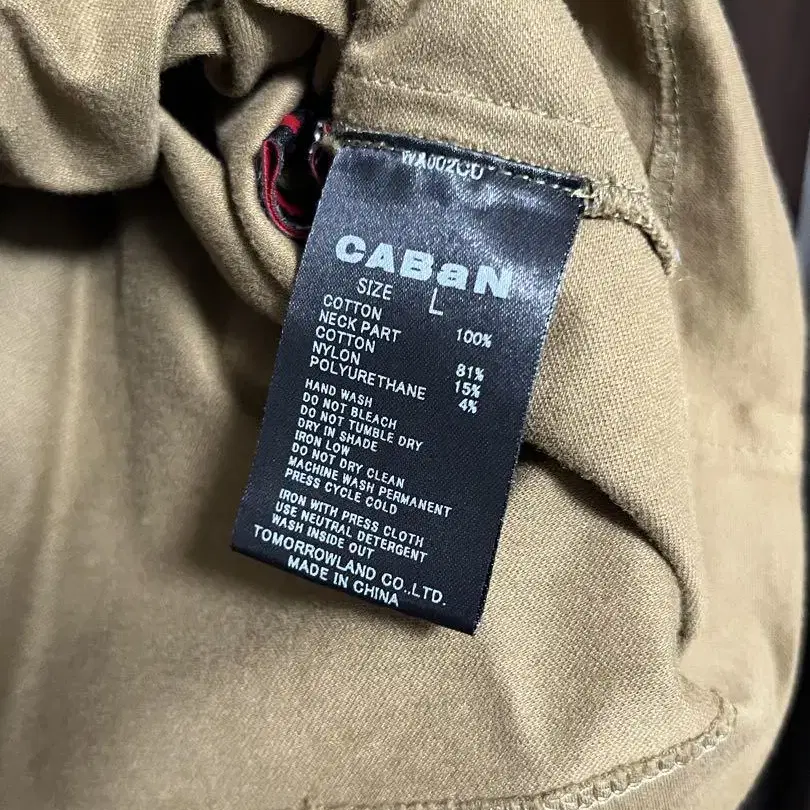 WX002CD
CABaN
SIZE L
COTTON 100%
NECK PART
COTTON 81%
NYLON 15%
POLYURETHANE 4%
HAND WASH
DO NOT BLEACH
DO NOT TUMBLE DRY
DRY IN SHADE
IRON LOW
DO NOT DRY CLEAN
MACHINE WASH PERMANENT
PRESS CYCLE COLD
IRON WITH PRESS CLOTH
USE NEUTRAL DETERGENT
WASH INSIDE OUT
TOMORROWLAND CO.,LTD.
MADE IN CHINA